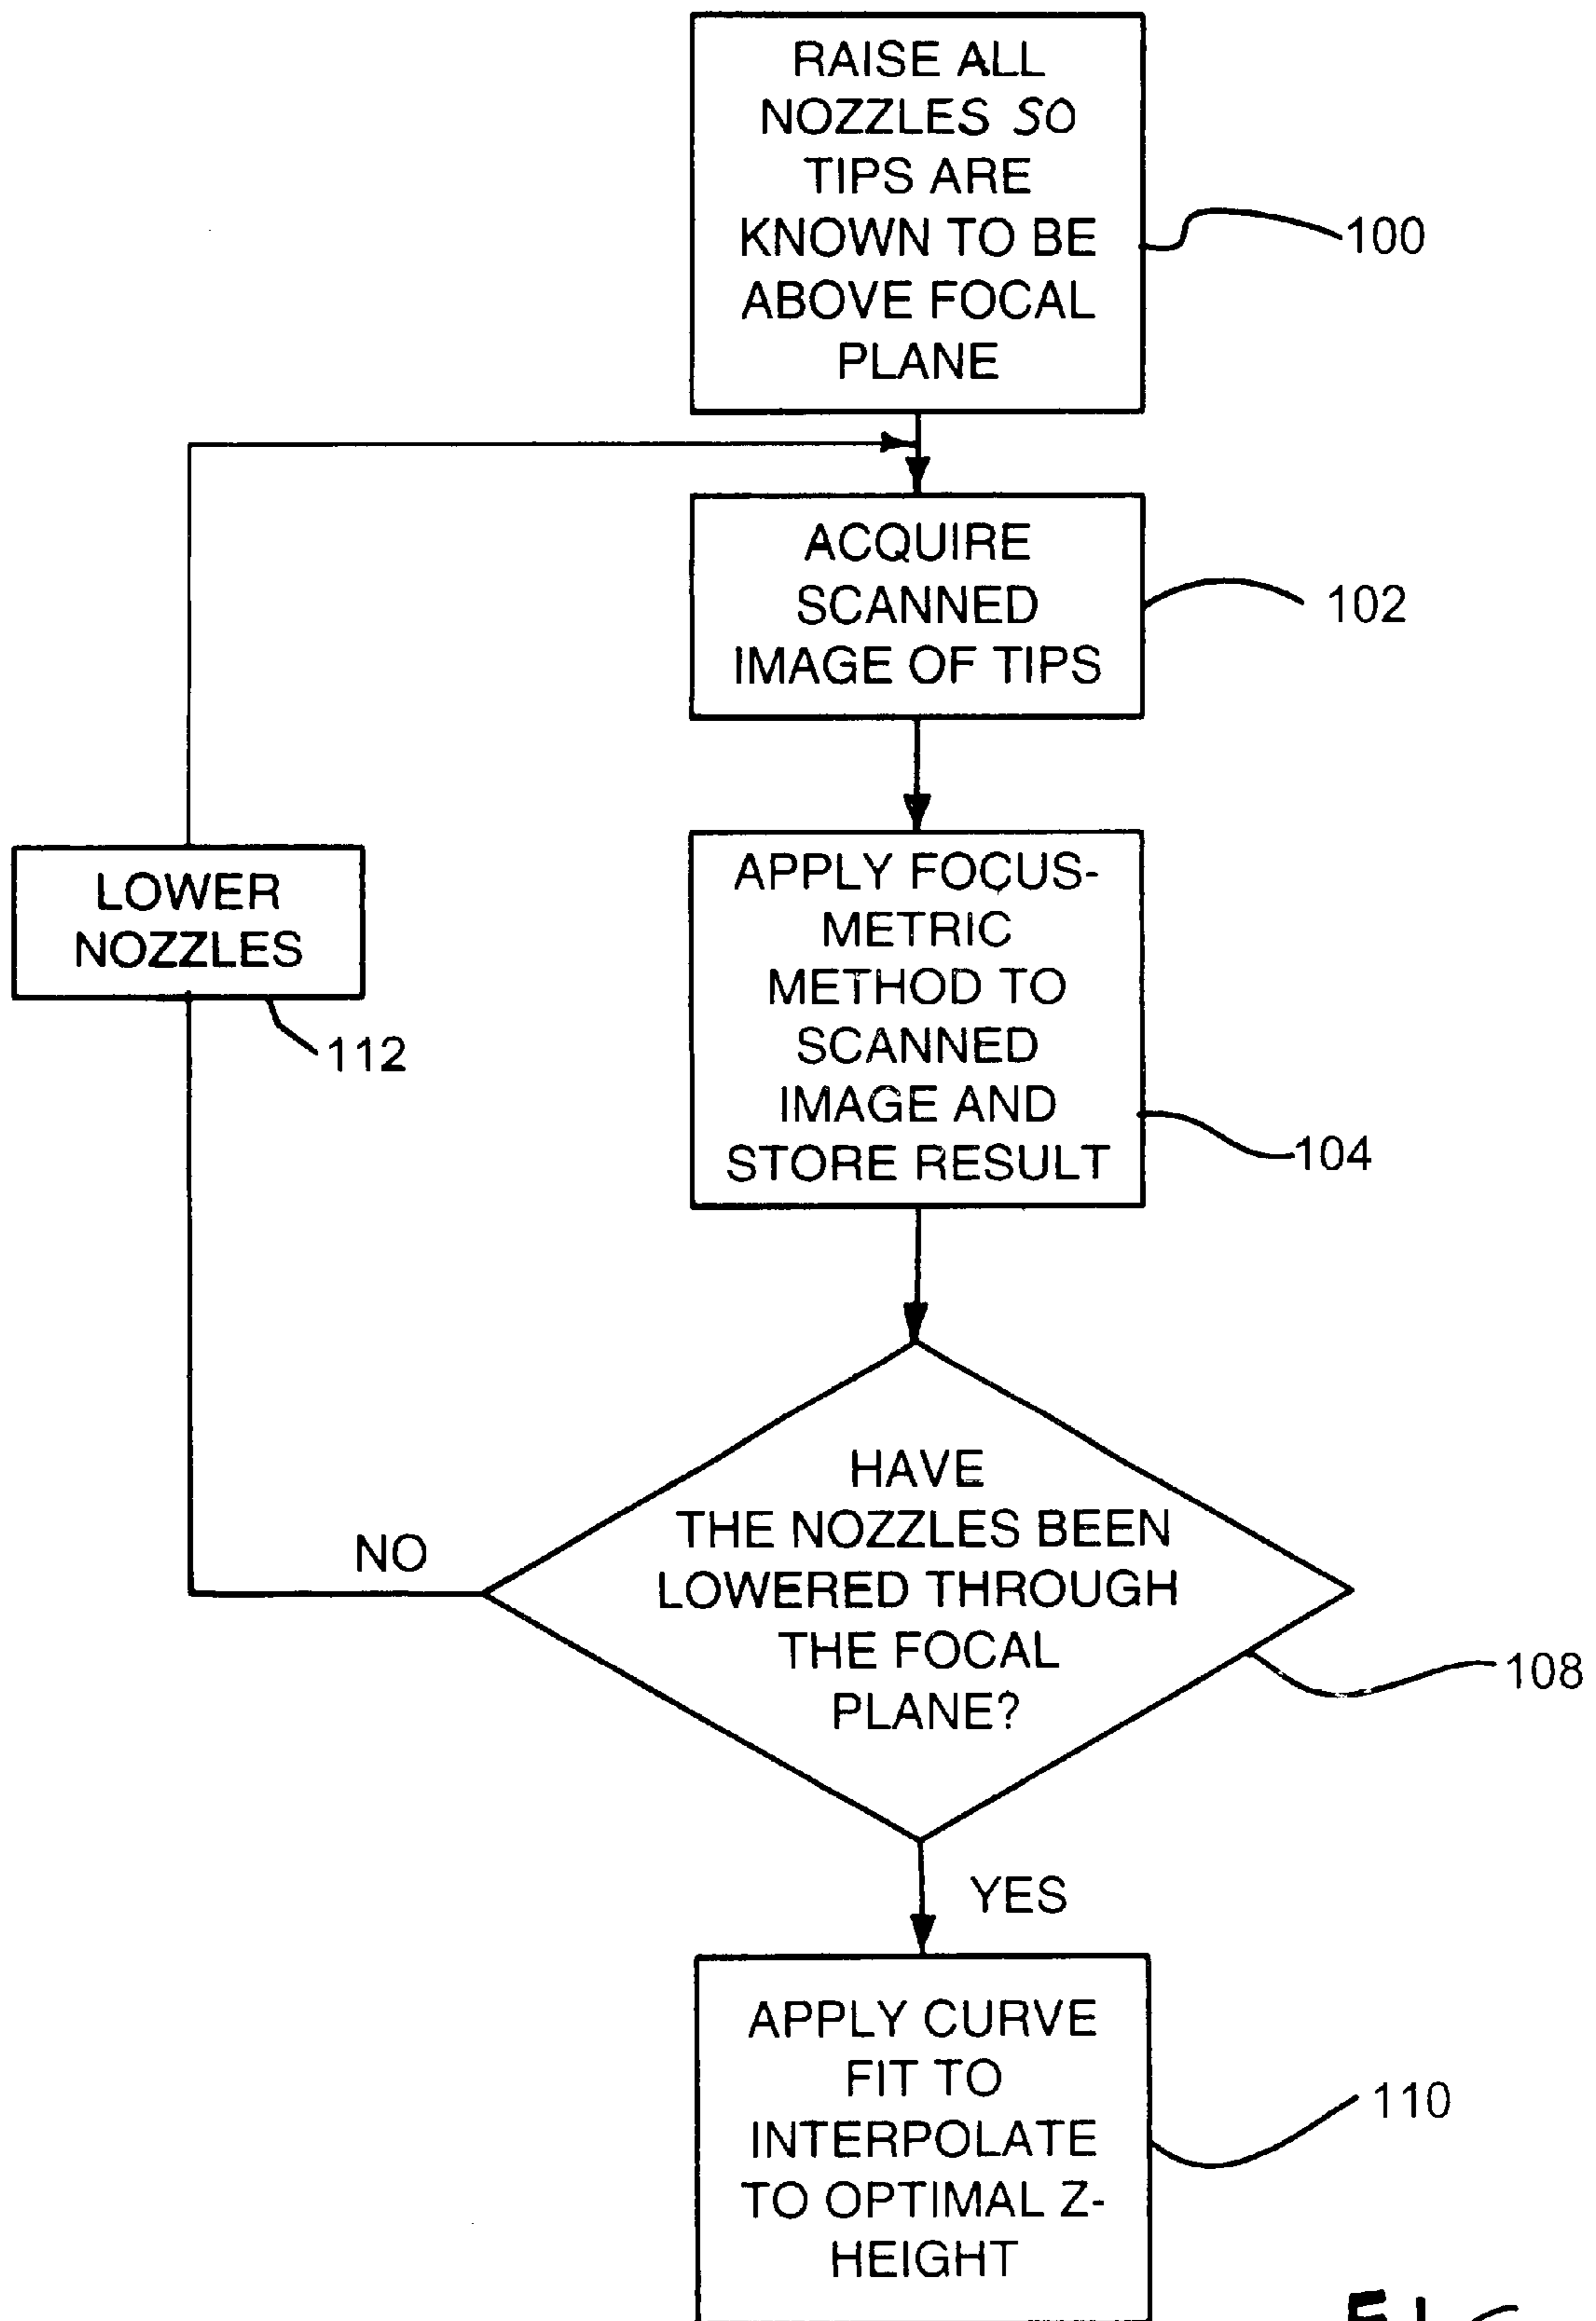 RAISE ALL
NOZZLES SO
TIPS ARE
KNOWN TO BE
ABOVE FOCAL
PLANE
100
ACQUIRE
SCANNED
IMAGE OF TIPS
102
APPLY FOCUS-
METRIC
METHOD TO
SCANNED
IMAGE AND
STORE RESULT
104
LOWER
NOZZLES
112
HAVE
THE NOZZLES BEEN
LOWERED THROUGH
THE FOCAL
PLANE?
108
NO
YES
APPLY CURVE
FIT TO
INTERPOLATE
TO OPTIMAL Z-
HEIGHT
110